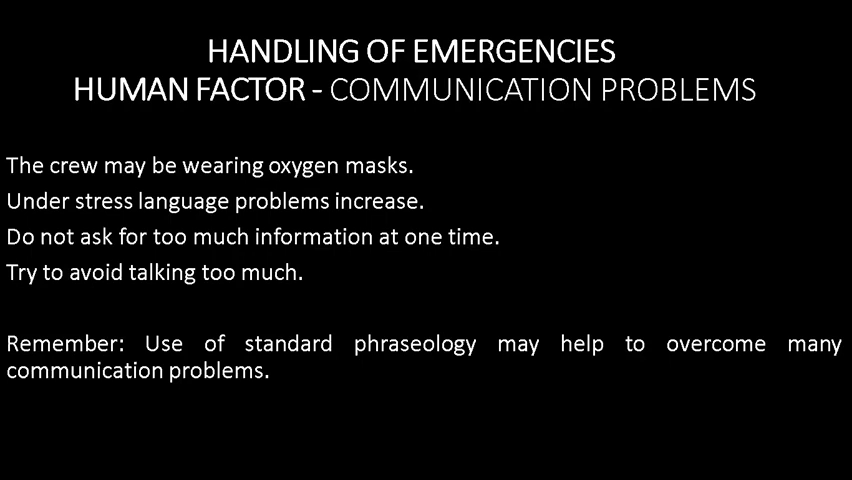 HANDLING OF EMERGENCIES
HUMAN FACTOR - COMMUNICATION PROBLEMS
The crew may be wearing oxygen masks.
Under stress language problems increase.
Do not ask for too much information at one time.
Try to avoid talking too much.
Remember: Use of standard phraseology may help to overcome many
communication problems.